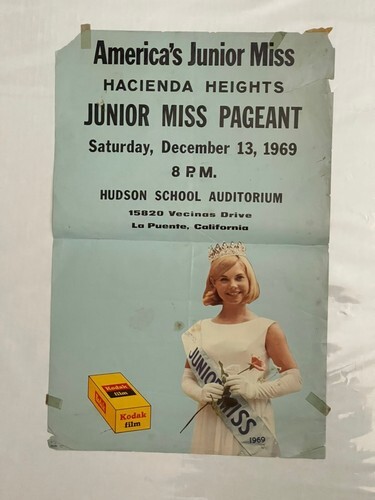 America's Junior Miss
HACIENDA HEIGHTS
JUNIOR MISS PAGEANT
Saturday, December 13, 1969
8 P.M.
HUDSON SCHOOL AUDITORIUM
15820 Vecinas Drive
La Puente, California
JUNIOR MISS
1969
Kodak
film
Kodak
film